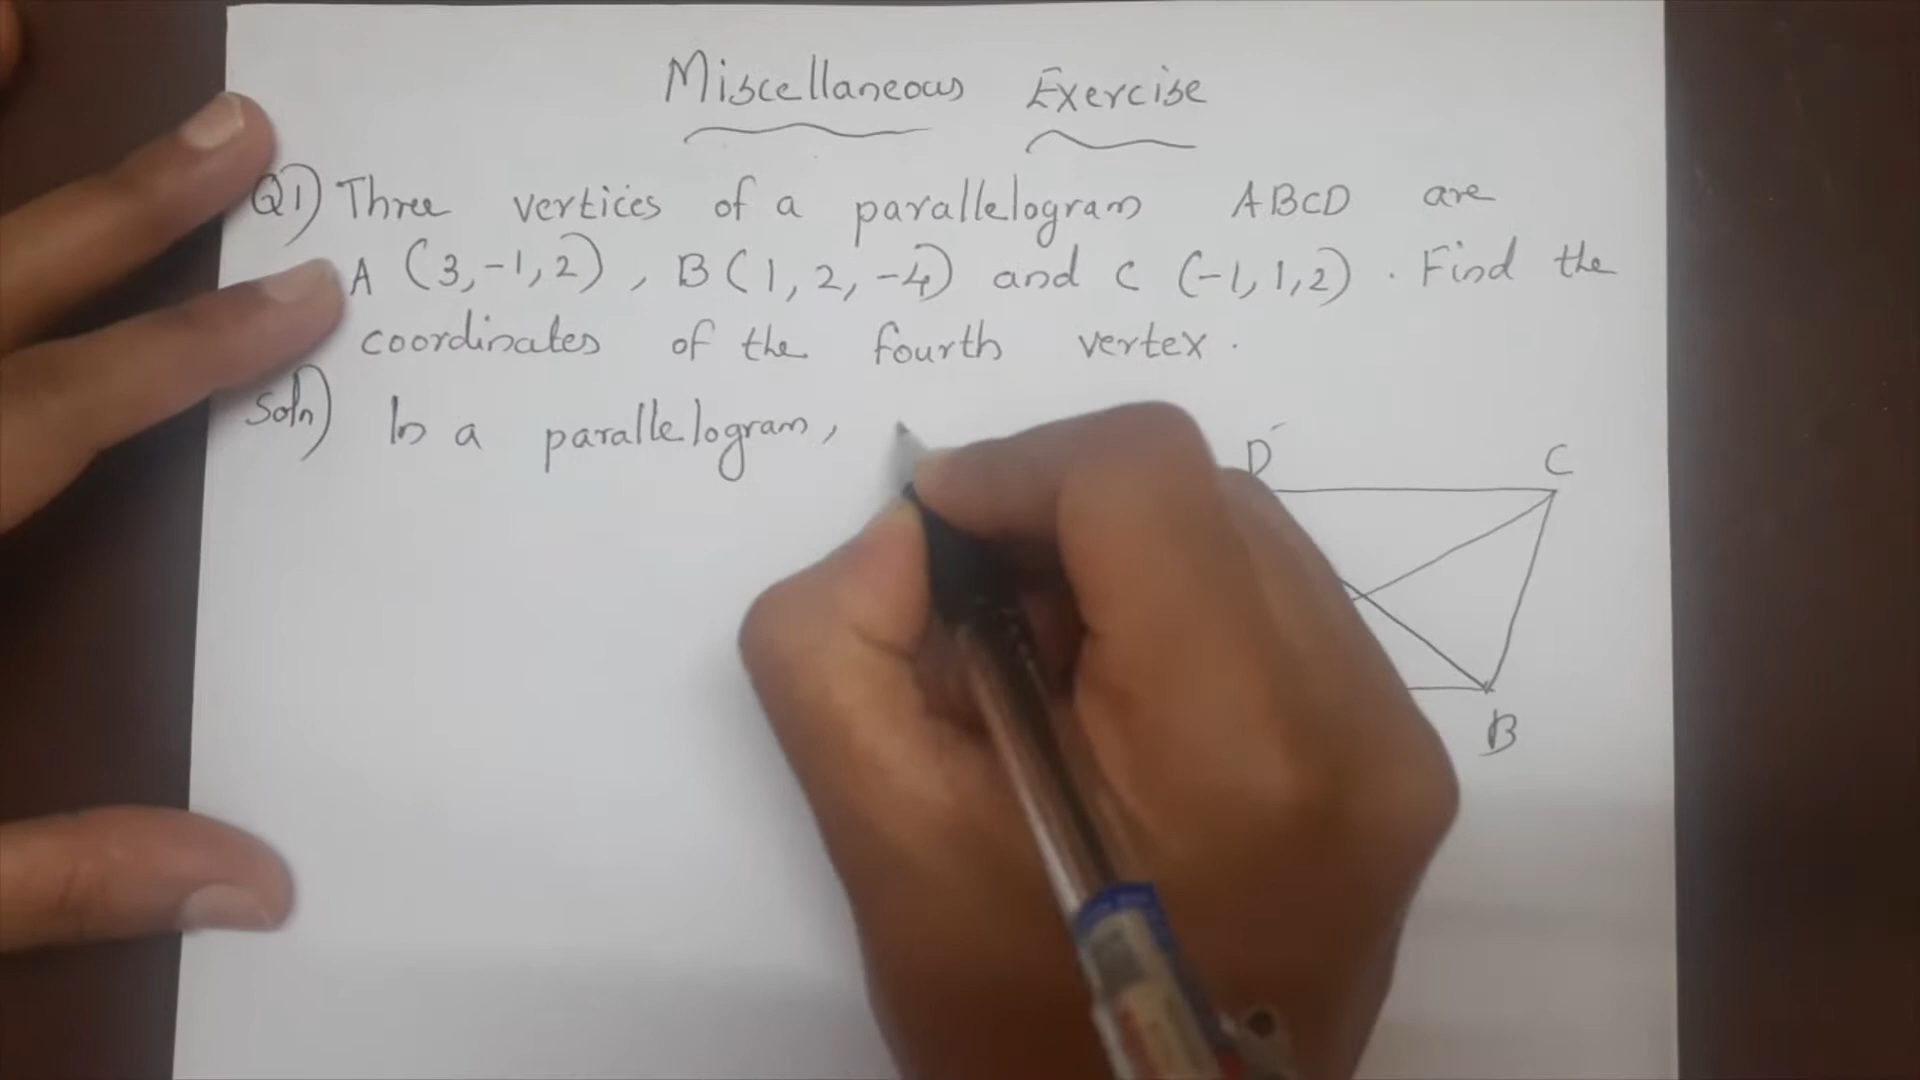 Miscellaneous Exercise
Q1) Three vertices of a parallelogram ABCD are
A (3,-1,2), B(1, 2, -4) and C (-1, 1, 2). Find the
coordinates of the fourth vertex.
Soln) In a parallelogram,
D C
B